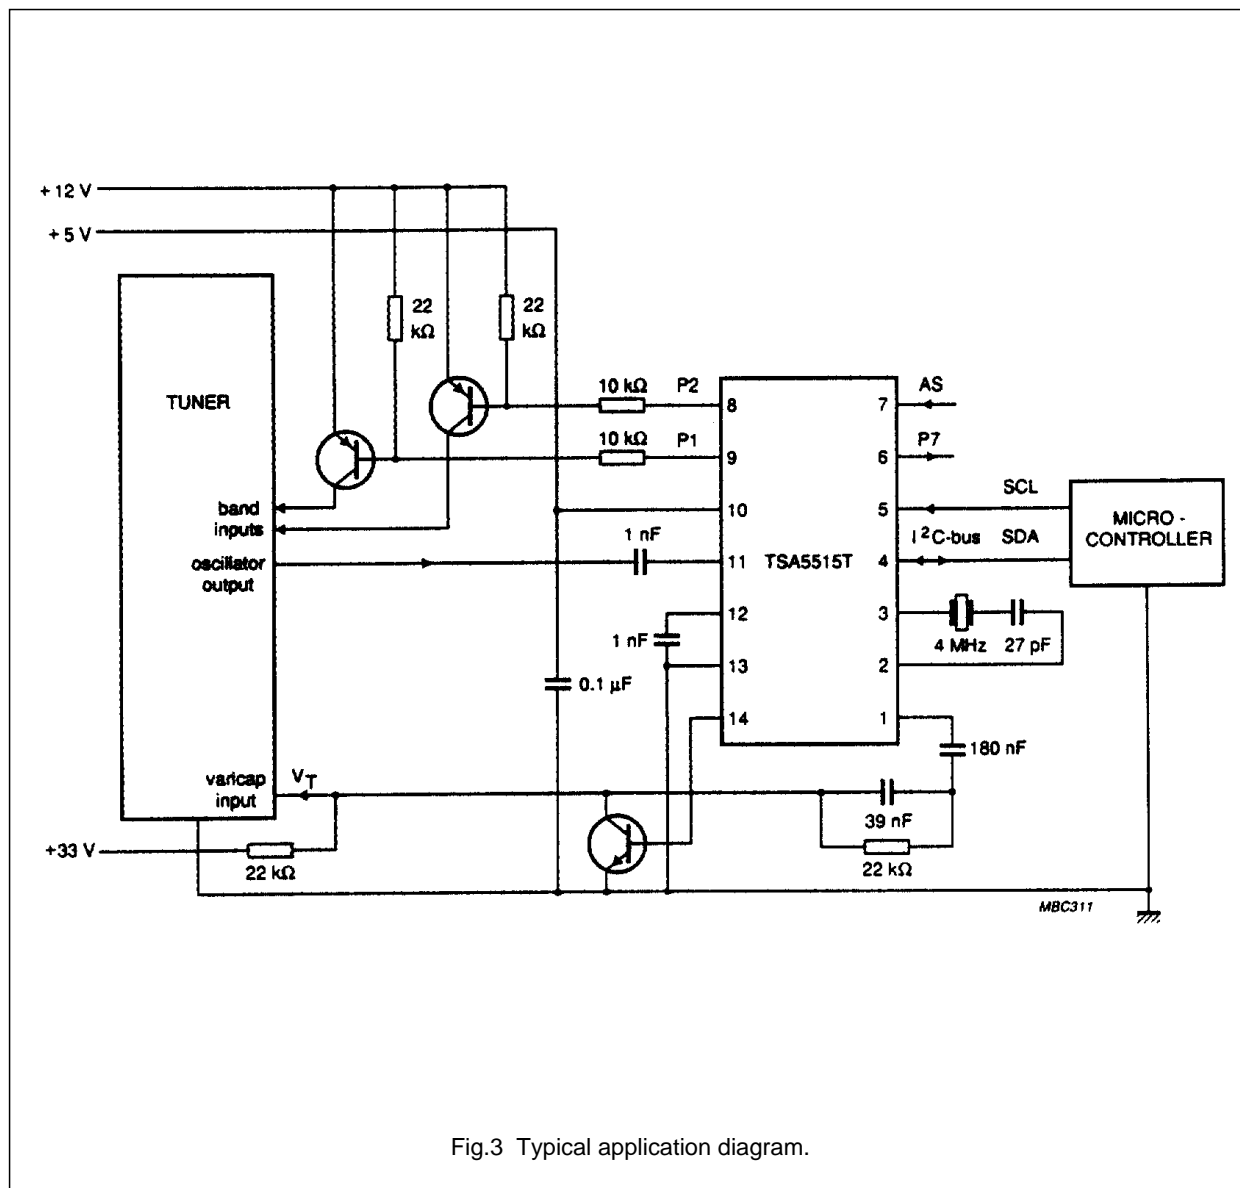 + 12 V
+ 5 V
22
kΩ
22
kΩ
TUNER
10 kΩ
P2
8
7
AS
10 kΩ
P1
9
6
P7
band
inputs
10
5
SCL
MICRO -
CONTROLLER
1 nF
I²C-bus
SDA
oscillator
output
11
TSA5515T
4
12
3
1 nF
4 MHz
27 pF
13
2
0.1 µF
14
1
180 nF
varicap
input
VT
39 nF
+33 V
22 kΩ
22 kΩ
MBC311
Fig.3 Typical application diagram.